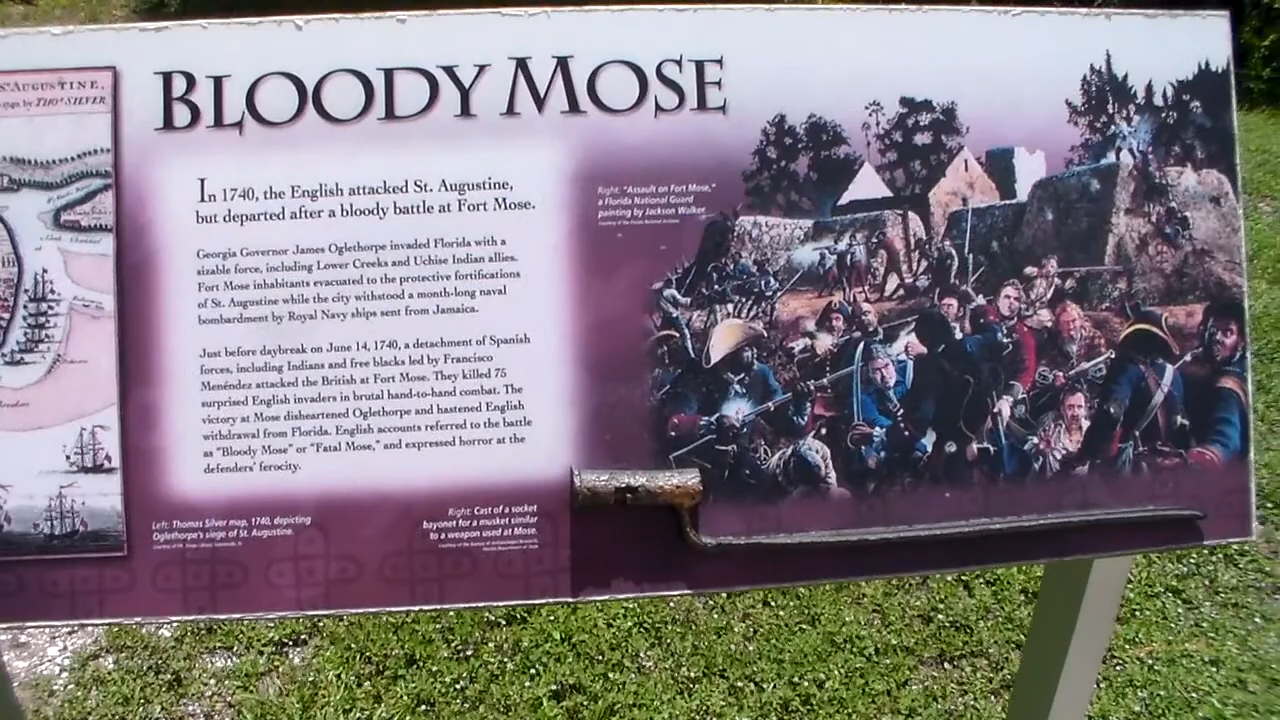 ST. AUGUSTINE,
by THOS. SILVER
BLOODY MOSE
In 1740, the English attacked St. Augustine,
but departed after a bloody battle at Fort Mose.
Georgia Governor James Oglethorpe invaded Florida with a
sizable force, including Lower Creeks and Uchise Indian allies.
Fort Mose inhabitants evacuated to the protective fortifications
of St. Augustine while the city withstood a month-long naval
bombardment by Royal Navy ships sent from Jamaica.
Just before daybreak on June 14, 1740, a detachment of Spanish
forces, including Indians and free blacks led by Francisco
Menéndez attacked the British at Fort Mose. They killed 75
surprised English invaders in brutal hand-to-hand combat. The
victory at Mose disheartened Oglethorpe and hastened English
withdrawal from Florida. English accounts referred to the battle
as "Bloody Mose" or "Fatal Mose," and expressed horror at the
defenders' ferocity.
Right: "Assault on Fort Mose,"
a Florida National Guard
painting by Jackson Walker
Left: Thomas Silver map, 1740, depicting
Oglethorpe's siege of St. Augustine.
Right: Cast of a socket
bayonet for a musket similar
to a weapon used at Mose.